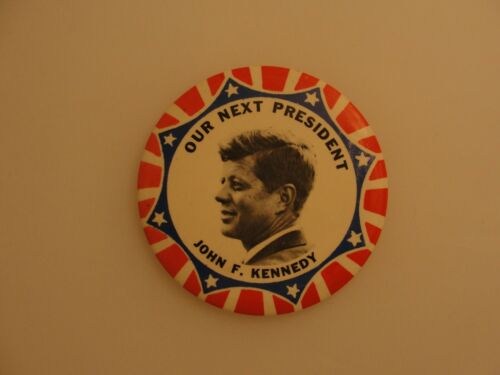 OUR NEXT PRESIDENT
JOHN F. KENNEDY